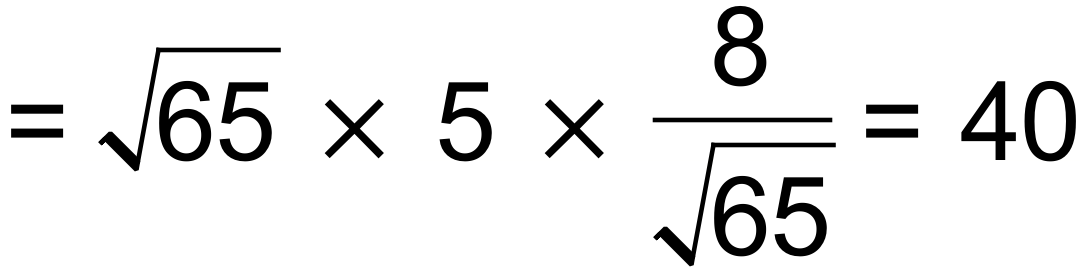 = √65 × 5 × 8/√65 = 40